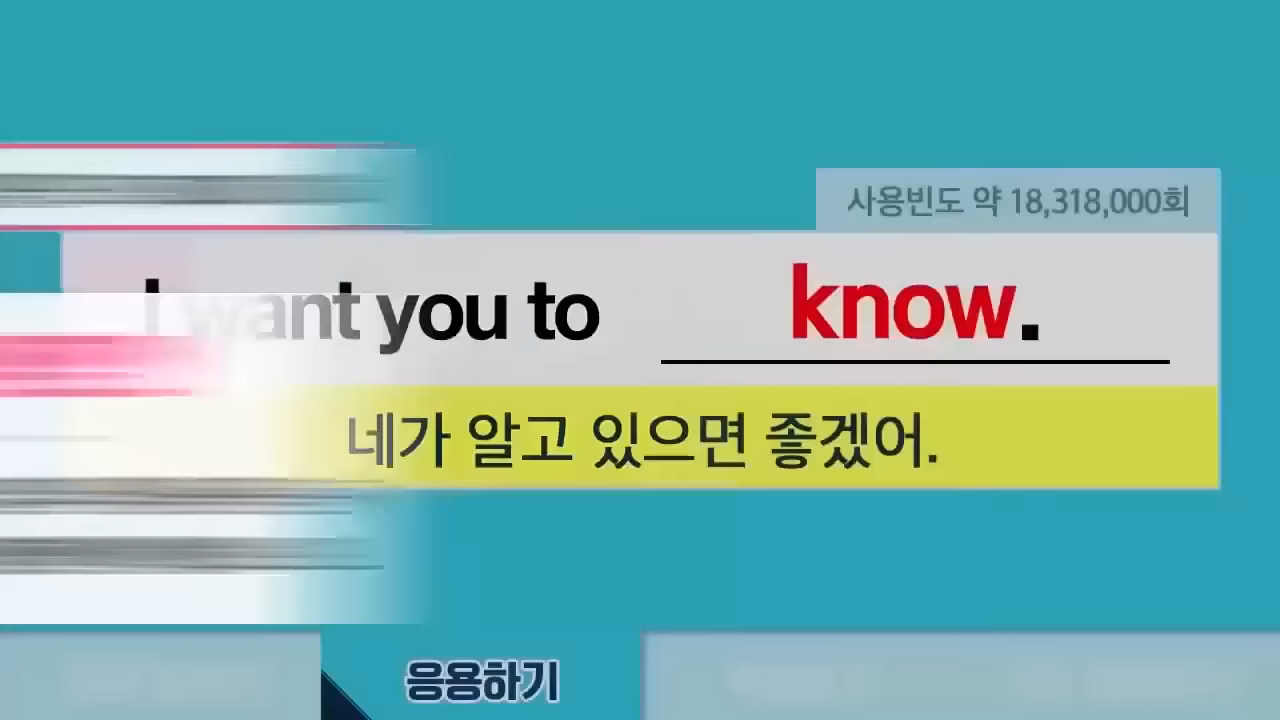 사용빈도 약 18,318,000회
I want you to know.
네가 알고 있으면 좋겠어.
응용하기